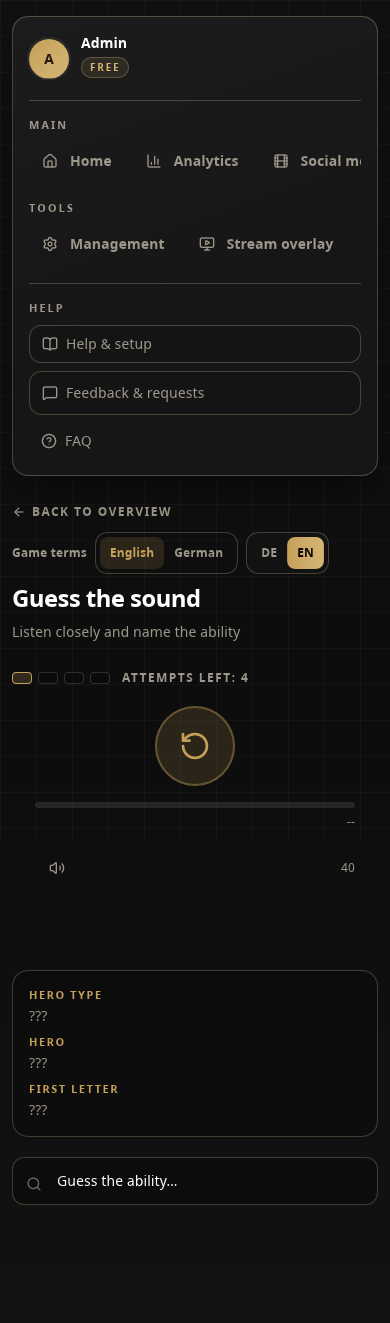 A
Admin
FREE
MAIN
Home Analytics Social me
TOOLS
Management Stream overlay
HELP
Help & setup
Feedback & requests
FAQ
BACK TO OVERVIEW
Game terms English German DE EN
Guess the sound
Listen closely and name the ability
ATTEMPTS LEFT: 4
--
40
HERO TYPE
???
HERO
???
FIRST LETTER
???
Guess the ability...